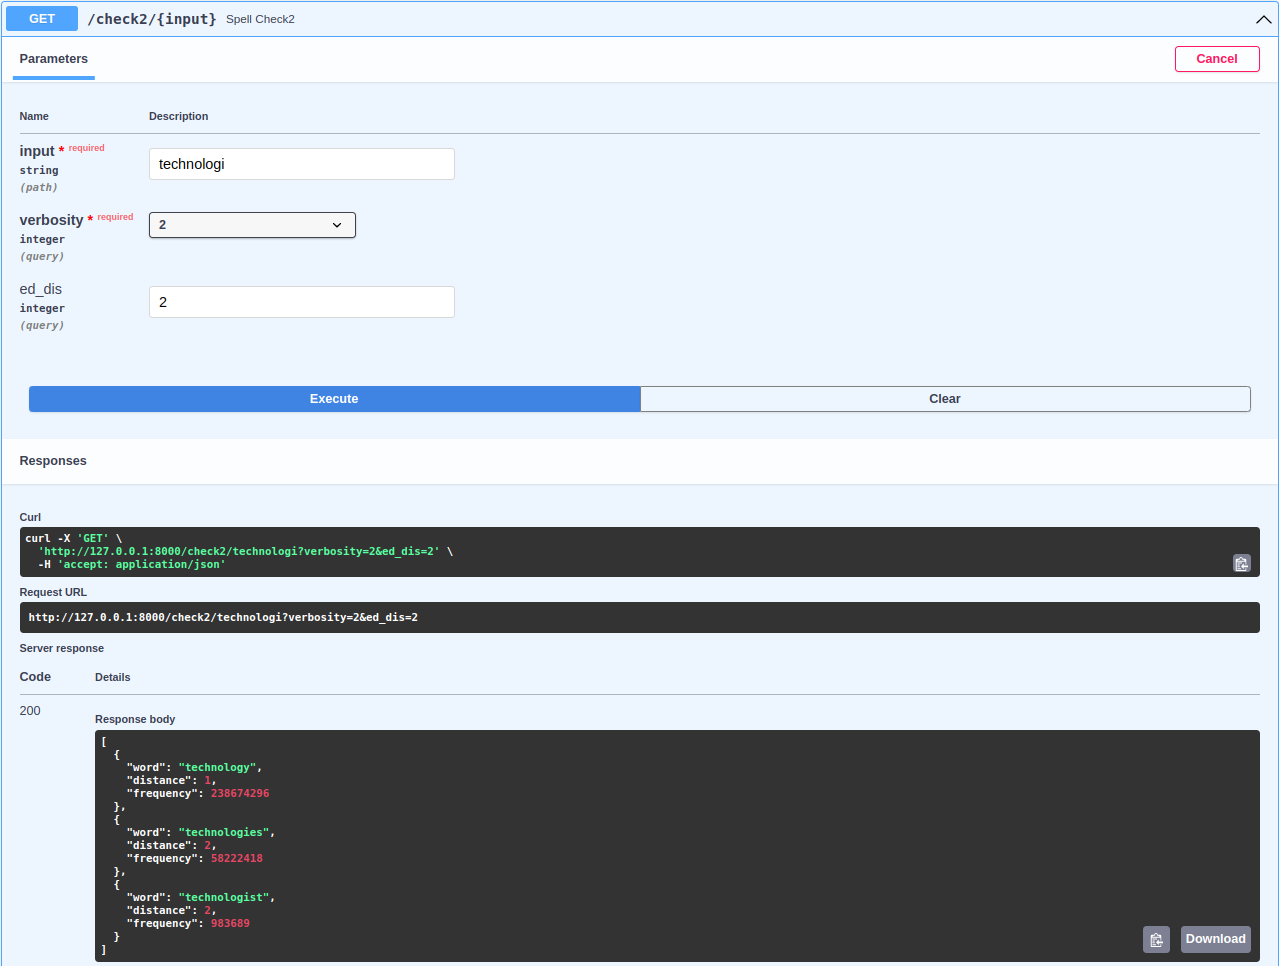 GET /check2/{input} Spell Check2
Parameters Cancel
Name Description
input * required
string
(path)
technologi
verbosity * required
integer
(query)
2
ed_dis
integer
(query)
2
Execute Clear
Responses
Curl
curl -X 'GET' \
'http://127.0.0.1:8000/check2/technologi?verbosity=2&ed_dis=2' \
-H 'accept: application/json'
Request URL
http://127.0.0.1:8000/check2/technologi?verbosity=2&ed_dis=2
Server response
Code Details
200
Response body
[
{
"word": "technology",
"distance": 1,
"frequency": 238674296
},
{
"word": "technologies",
"distance": 2,
"frequency": 58222418
},
{
"word": "technologist",
"distance": 2,
"frequency": 983689
}
]
Download